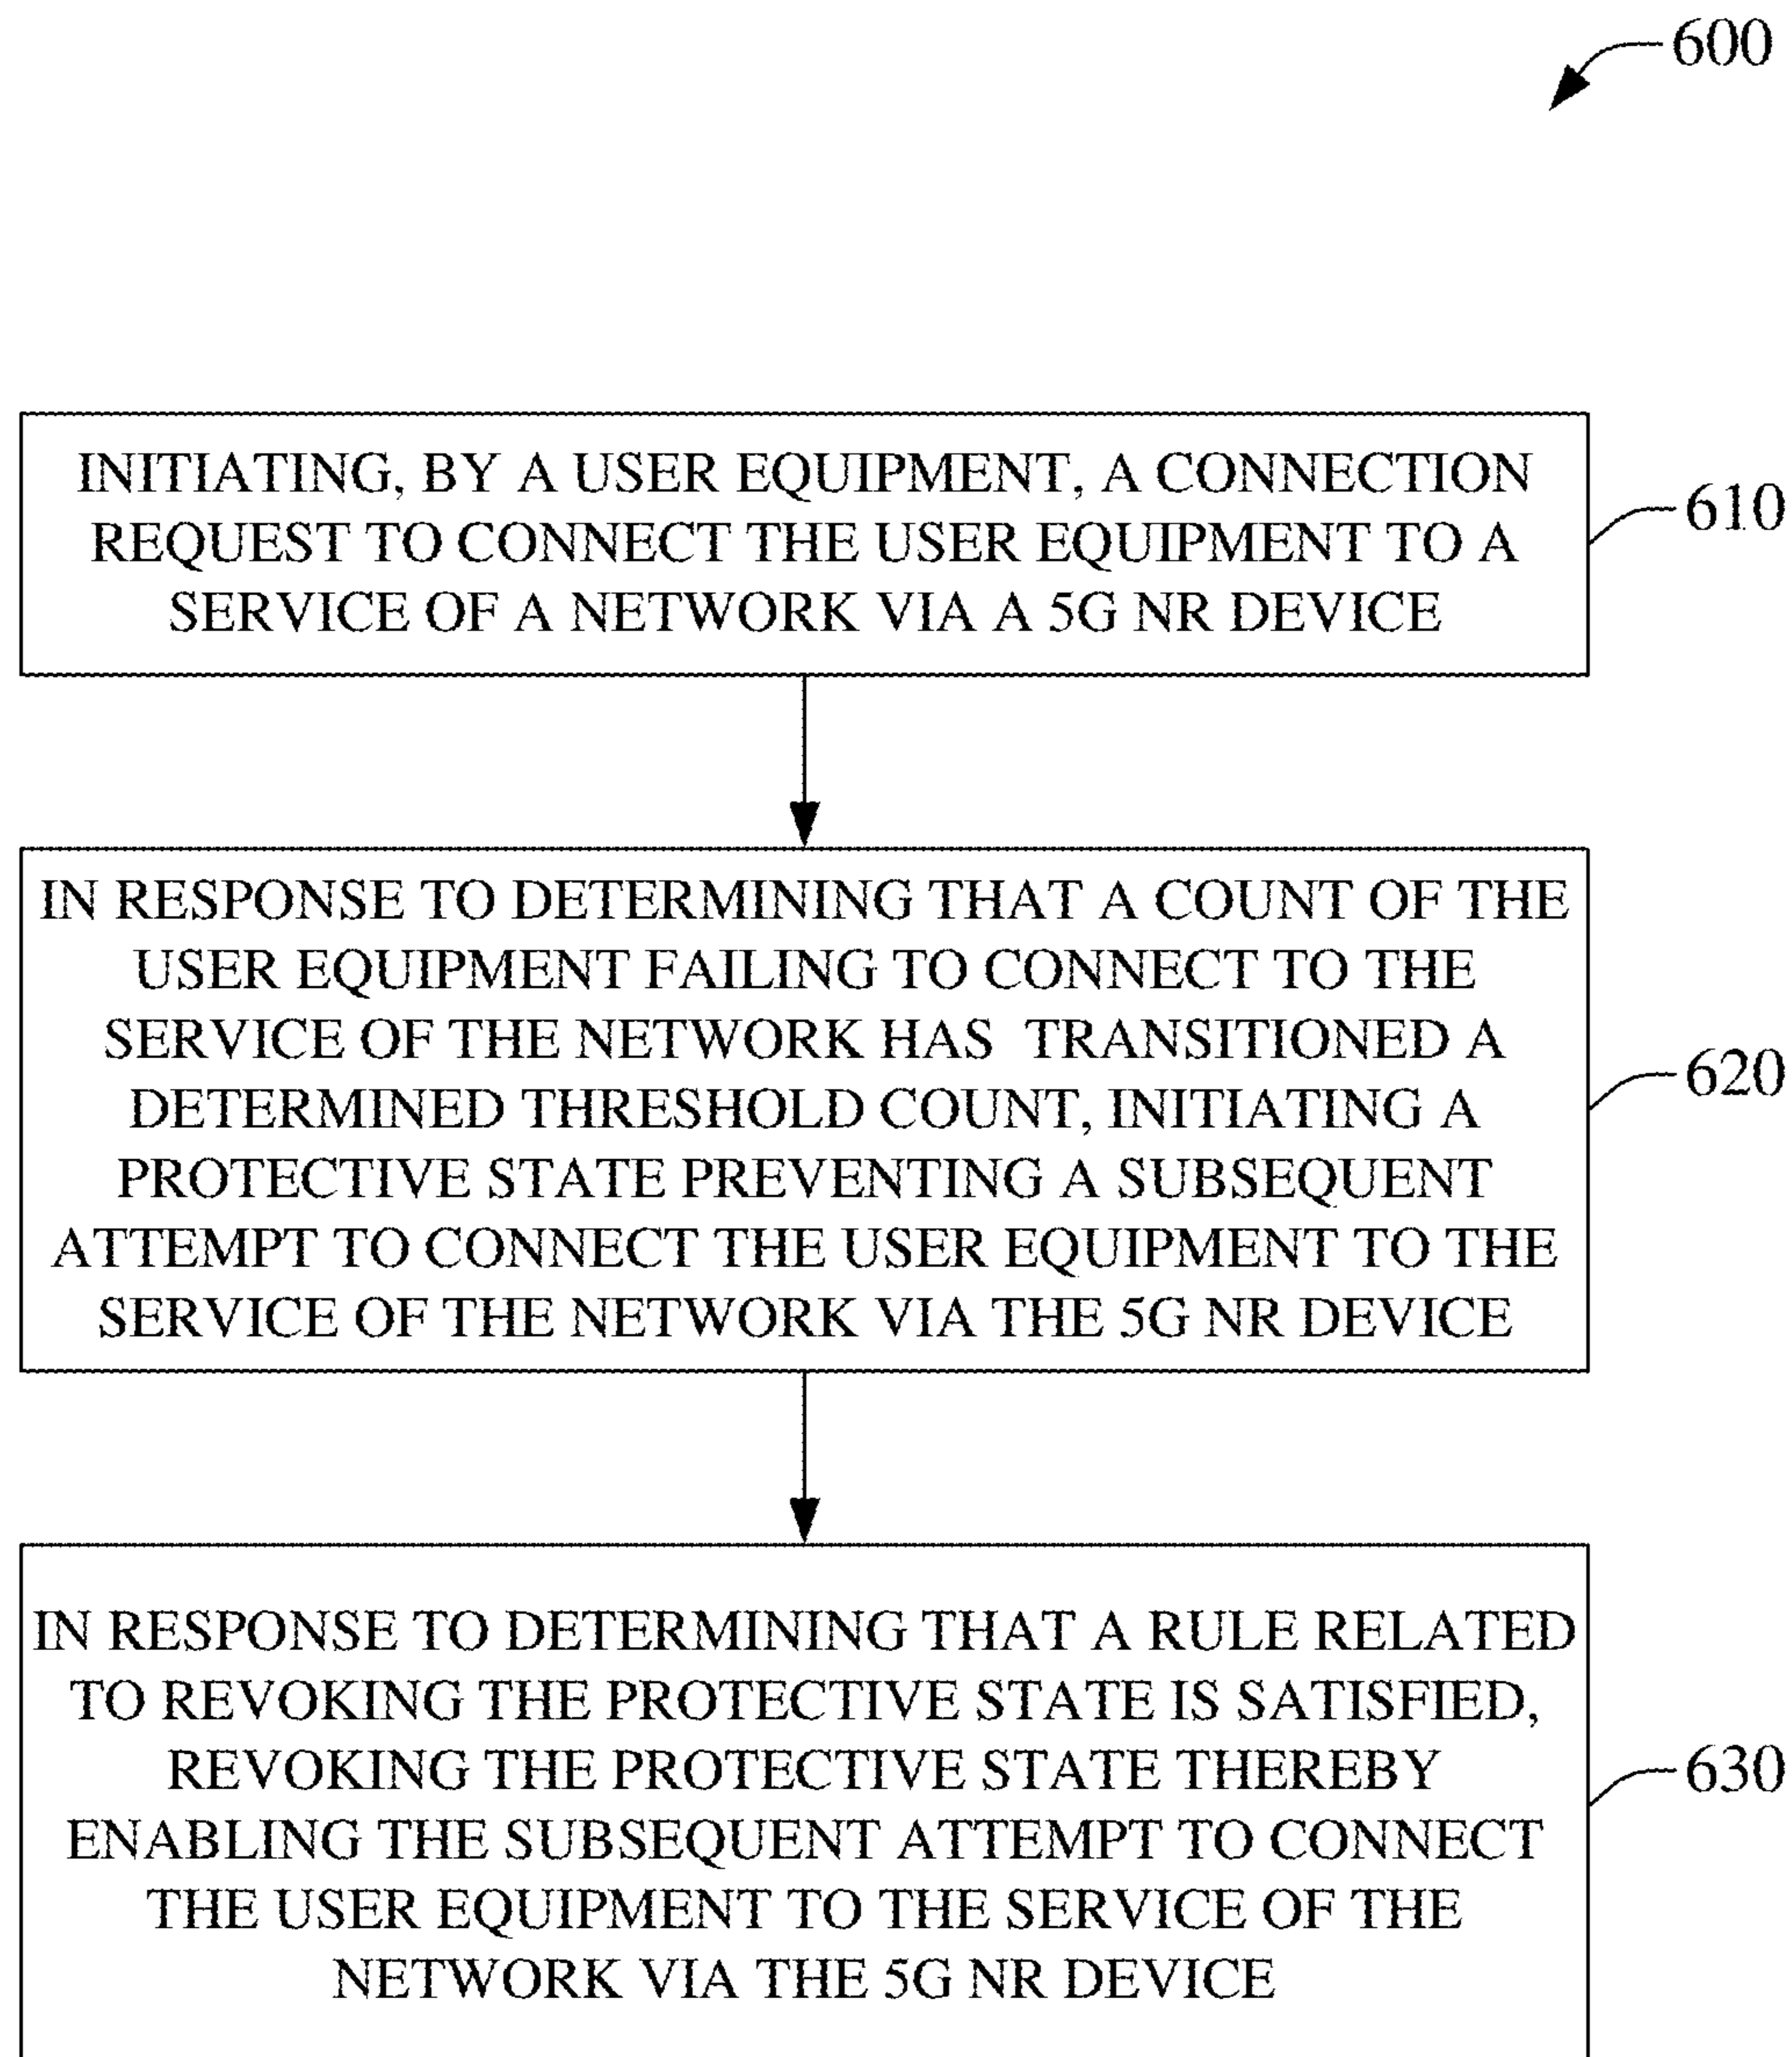 600
INITIATING, BY A USER EQUIPMENT, A CONNECTION
REQUEST TO CONNECT THE USER EQUIPMENT TO A
SERVICE OF A NETWORK VIA A 5G NR DEVICE
610
IN RESPONSE TO DETERMINING THAT A COUNT OF THE
USER EQUIPMENT FAILING TO CONNECT TO THE
SERVICE OF THE NETWORK HAS TRANSITIONED A
DETERMINED THRESHOLD COUNT, INITIATING A
PROTECTIVE STATE PREVENTING A SUBSEQUENT
ATTEMPT TO CONNECT THE USER EQUIPMENT TO THE
SERVICE OF THE NETWORK VIA THE 5G NR DEVICE
620
IN RESPONSE TO DETERMINING THAT A RULE RELATED
TO REVOKING THE PROTECTIVE STATE IS SATISFIED,
REVOKING THE PROTECTIVE STATE THEREBY
ENABLING THE SUBSEQUENT ATTEMPT TO CONNECT
THE USER EQUIPMENT TO THE SERVICE OF THE
NETWORK VIA THE 5G NR DEVICE
630